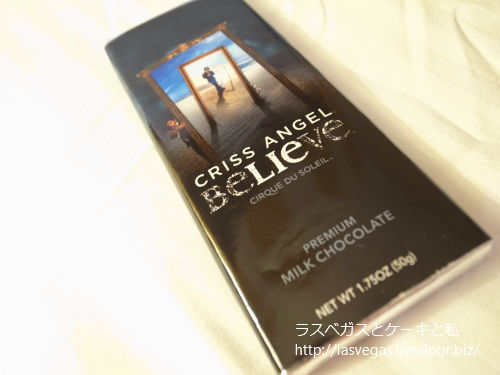 CRISS ANGEL
BeLIeve
CIRQUE DU SOLEIL™
PREMIUM
MILK CHOCOLATE
NET WT 1.75OZ (50g)
ラスベガスとケーキと私
http://lasvegas.livedoor.biz/